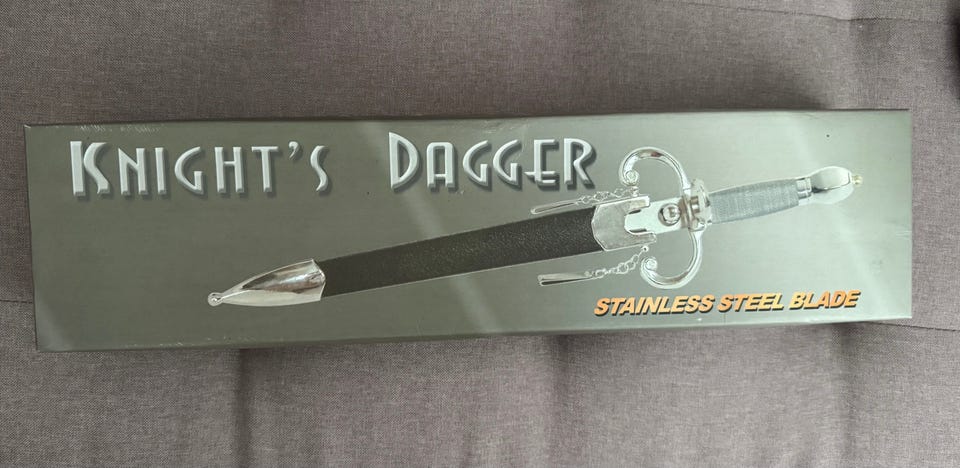 KNIGHT'S DAGGER
STAINLESS STEEL BLADE